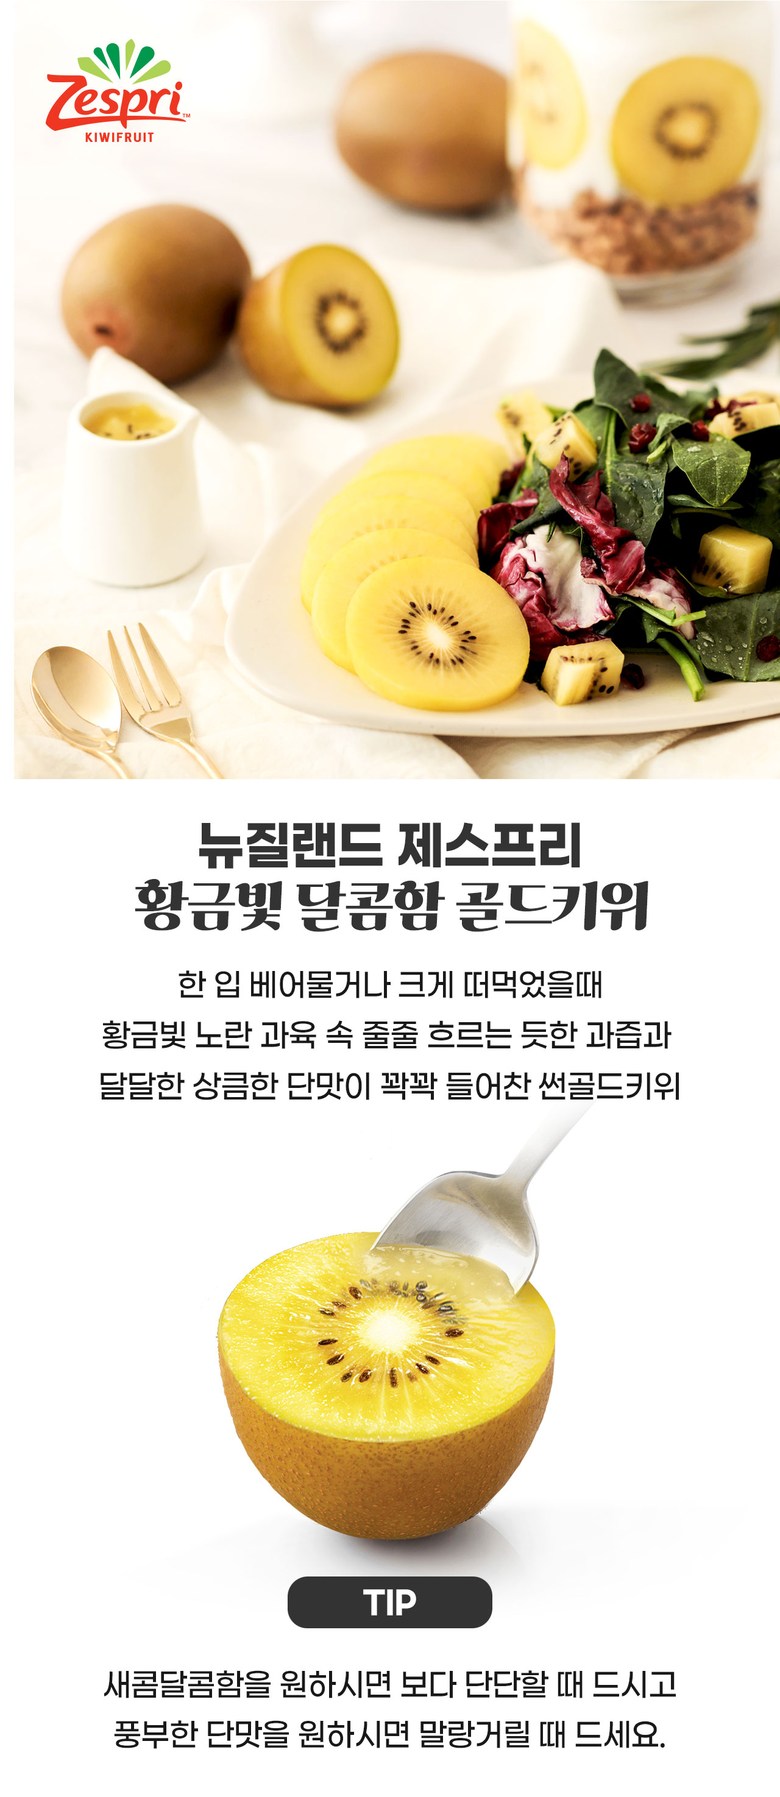 Zespri™
KIWIFRUIT
뉴질랜드 제스프리
황금빛 달콤함 골드키위
한 입 베어물거나 크게 떠먹었을때
황금빛 노란 과육 속 줄줄 흐르는 듯한 과즙과
달달한 상큼한 단맛이 꽉꽉 들어찬 썬골드키위
TIP
새콤달콤함을 원하시면 보다 단단할 때 드시고
풍부한 단맛을 원하시면 말랑거릴 때 드세요.